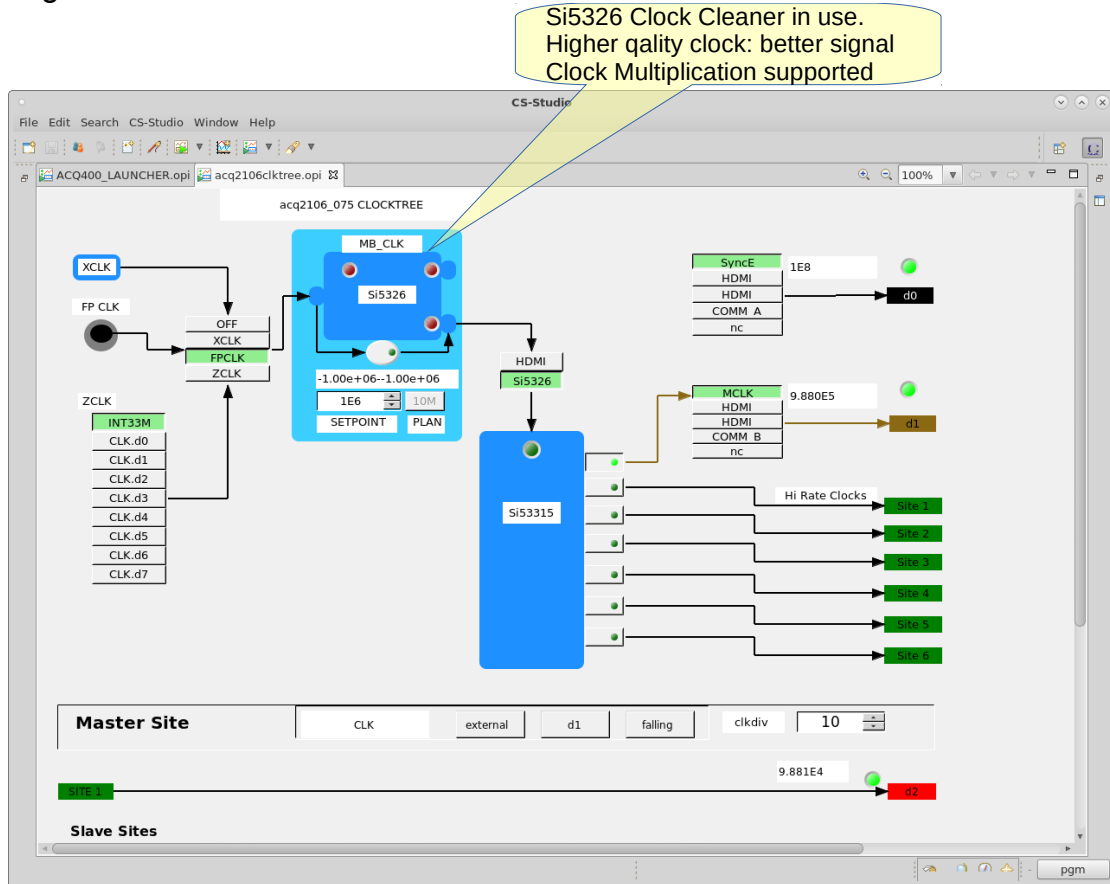 Si5326 Clock Cleaner in use.
Higher qality clock: better signal
Clock Multiplication supported
CS-Studio
File Edit Search CS-Studio Window Help
ACQ400_LAUNCHER.opi acq2106clktree.opi
100%
acq2106_075 CLOCKTREE
MB_CLK
XCLK
Si5326
FP CLK
OFF
XCLK
FPCLK
ZCLK
-1.00e+06--1.00e+06
1E6 10M
SETPOINT PLAN
ZCLK
INT33M
CLK.d0
CLK.d1
CLK.d2
CLK.d3
CLK.d4
CLK.d5
CLK.d6
CLK.d7
HDMI
Si5326
Si53315
SyncE 1E8
HDMI
HDMI d0
COMM A
nc
MCLK 9.880E5
HDMI
HDMI d1
COMM B
nc
Hi Rate Clocks
Site 1
Site 2
Site 3
Site 4
Site 5
Site 6
Master Site CLK external d1 falling clkdiv 10
9.881E4
SITE 1 d2
Slave Sites
pgm